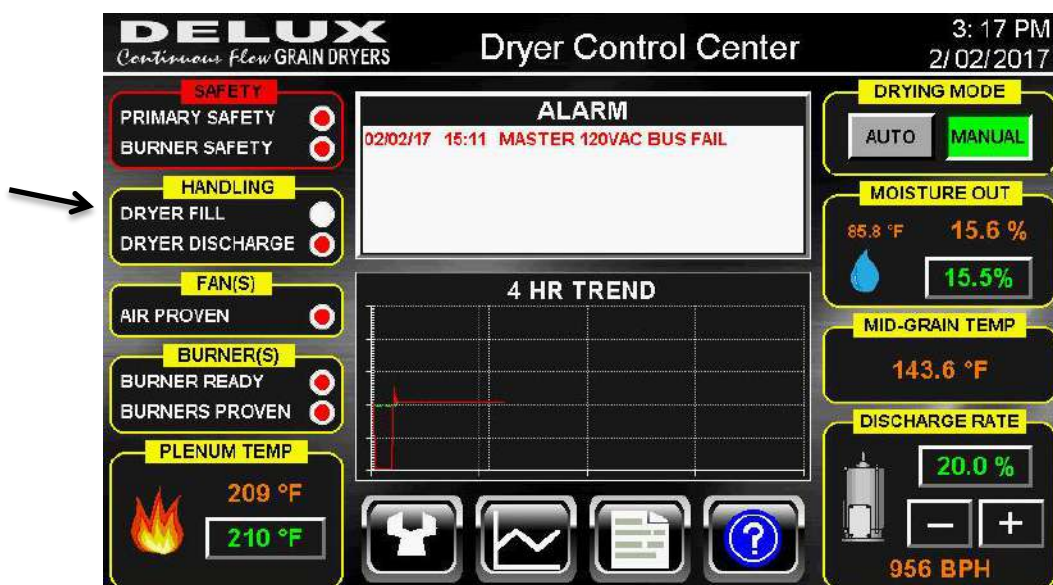 DELUX
Continuous Flow GRAIN DRYERS
Dryer Control Center
3: 17 PM
2/ 02/ 2017
SAFETY
PRIMARY SAFETY
BURNER SAFETY
HANDLING
DRYER FILL
DRYER DISCHARGE
FAN(S)
AIR PROVEN
BURNER(S)
BURNER READY
BURNERS PROVEN
PLENUM TEMP
209 °F
210 °F
ALARM
02/02/17 15:11 MASTER 120VAC BUS FAIL
4 HR TREND
?
DRYING MODE
AUTO MANUAL
MOISTURE OUT
85.8 °F 15.6 %
15.5%
MID-GRAIN TEMP
143.6 °F
DISCHARGE RATE
20.0 %
− +
956 BPH